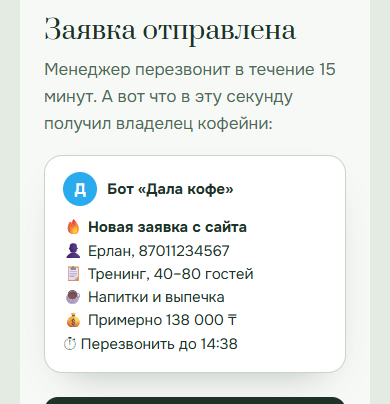 Заявка отправлена
Менеджер перезвонит в течение 15
минут. А вот что в эту секунду
получил владелец кофейни:
Д
Бот «Дала кофе»
🔥 Новая заявка с сайта
👤 Ерлан, 87011234567
📋 Тренинг, 40–80 гостей
☕ Напитки и выпечка
💰 Примерно 138 000 ₸
⏱ Перезвонить до 14:38